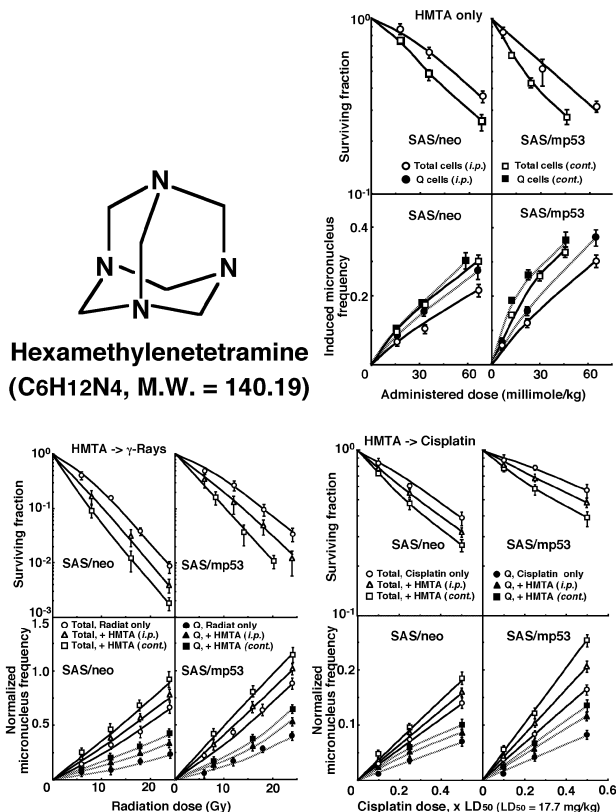 N
N
N
N
Hexamethylenetetramine
(C6H12N4, M.W. = 140.19)
HMTA only
Surviving fraction
10⁰
10⁻¹
SAS/neo
SAS/mp53
Total cells (i.p.)
Q cells (i.p.)
Total cells (cont.)
Q cells (cont.)
Induced micronucleus
frequency
0.4
0.2
SAS/neo
SAS/mp53
0 30 60 0 30 60
Administered dose (millimole/kg)
HMTA -> γ-Rays
Surviving fraction
10⁰
10⁻¹
10⁻²
10⁻³
SAS/neo
SAS/mp53
Total, Radiat only
Total, + HMTA (i.p.)
Total, + HMTA (cont.)
Q, Radiat only
Q, + HMTA (i.p.)
Q, + HMTA (cont.)
Normalized
micronucleus frequency
1.5
1.0
0.5
SAS/neo
SAS/mp53
0 10 20 0 10 20
Radiation dose (Gy)
HMTA -> Cisplatin
Surviving fraction
10⁰
10⁻¹
SAS/neo
SAS/mp53
Total, Cisplatin only
Total, + HMTA (i.p.)
Total, + HMTA (cont.)
Q, Cisplatin only
Q, + HMTA (i.p.)
Q, + HMTA (cont.)
Normalized
micronucleus frequency
0.2
0.1
SAS/neo
SAS/mp53
0 0.2 0.4 0 0.2 0.4 0.6
Cisplatin dose, x LD50 (LD50 = 17.7 mg/kg)